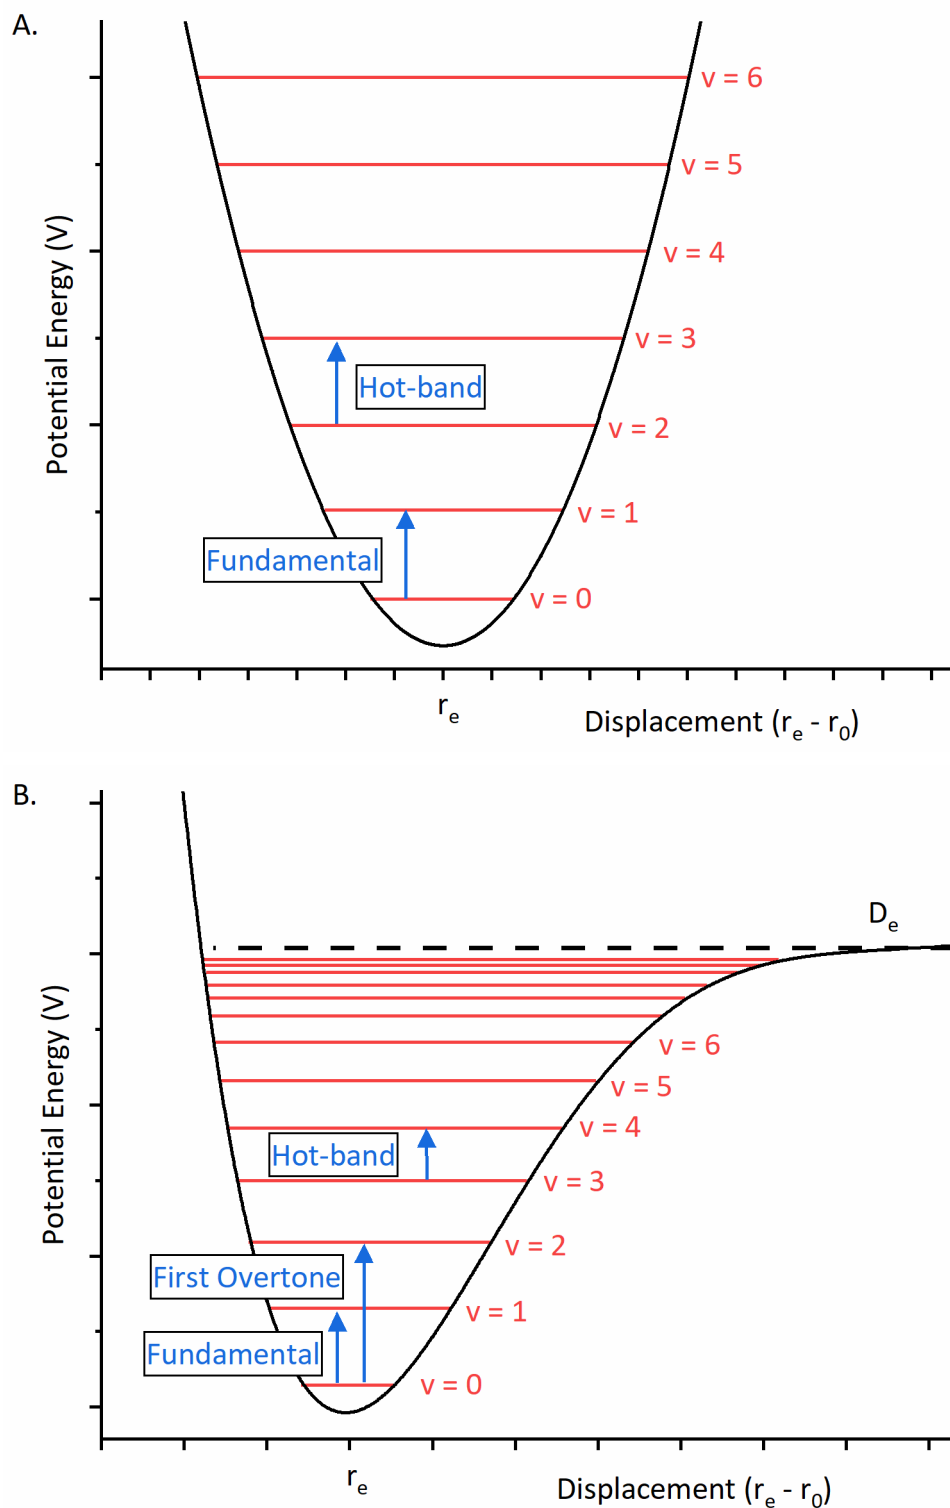 A.
v = 6
v = 5
v = 4
v = 3
Hot-band
v = 2
v = 1
Fundamental
v = 0
Potential Energy (V)
re
Displacement (re - r0)
B.
De
v = 6
v = 5
v = 4
Hot-band
v = 3
v = 2
First Overtone
v = 1
Fundamental
v = 0
Potential Energy (V)
re
Displacement (re - r0)